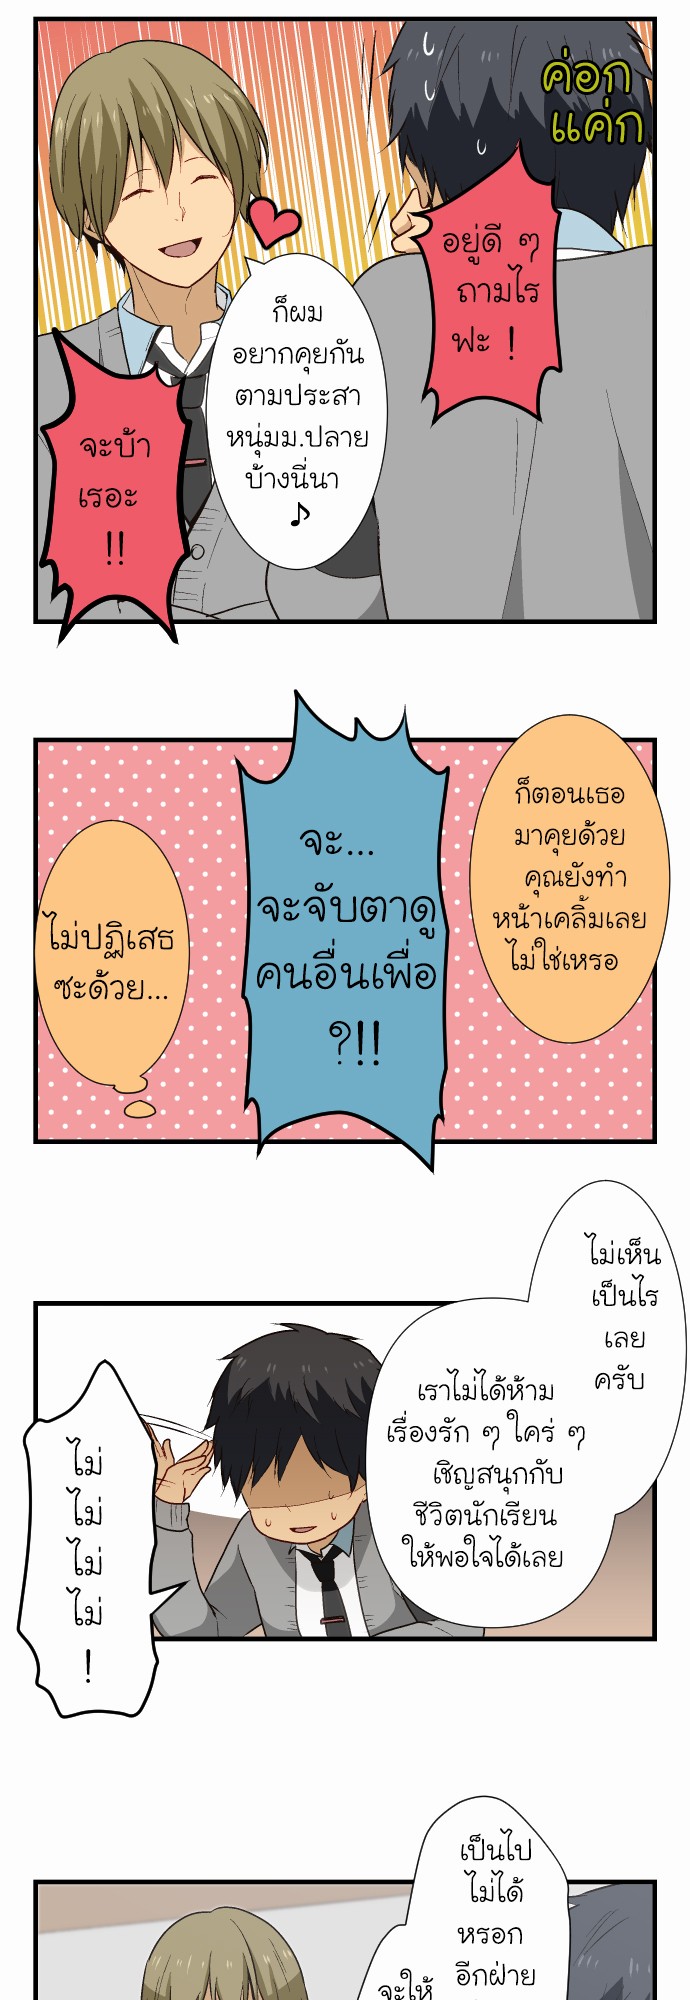 ค่อก
แค่ก
อยู่ดี ๆ
ถามไร
ฟะ !
ก็ผม
อยากคุยกัน
ตามประสา
หนุ่มม.ปลาย
บ้างนี่นา
♪
จะบ้า
เรอะ
!!
ก็ตอนเธอ
มาคุยด้วย
คุณยังทำ
หน้าเคลิ้มเลย
ไม่ใช่เหรอ
จะ...
จะจับตาดู
คนอื่นเพื่อ
?!!
ไม่ปฏิเสธ
ซะด้วย...
ไม่เห็น
เป็นไร
เลย
ครับ
เราไม่ได้ห้าม
เรื่องรัก ๆ ใคร่ ๆ
เชิญสนุกกับ
ชีวิตนักเรียน
ให้พอใจได้เลย
ไม่
ไม่
ไม่
ไม่
!
เป็นไป
ไม่ได้
หรอก
อีกฝ่าย
จะให้